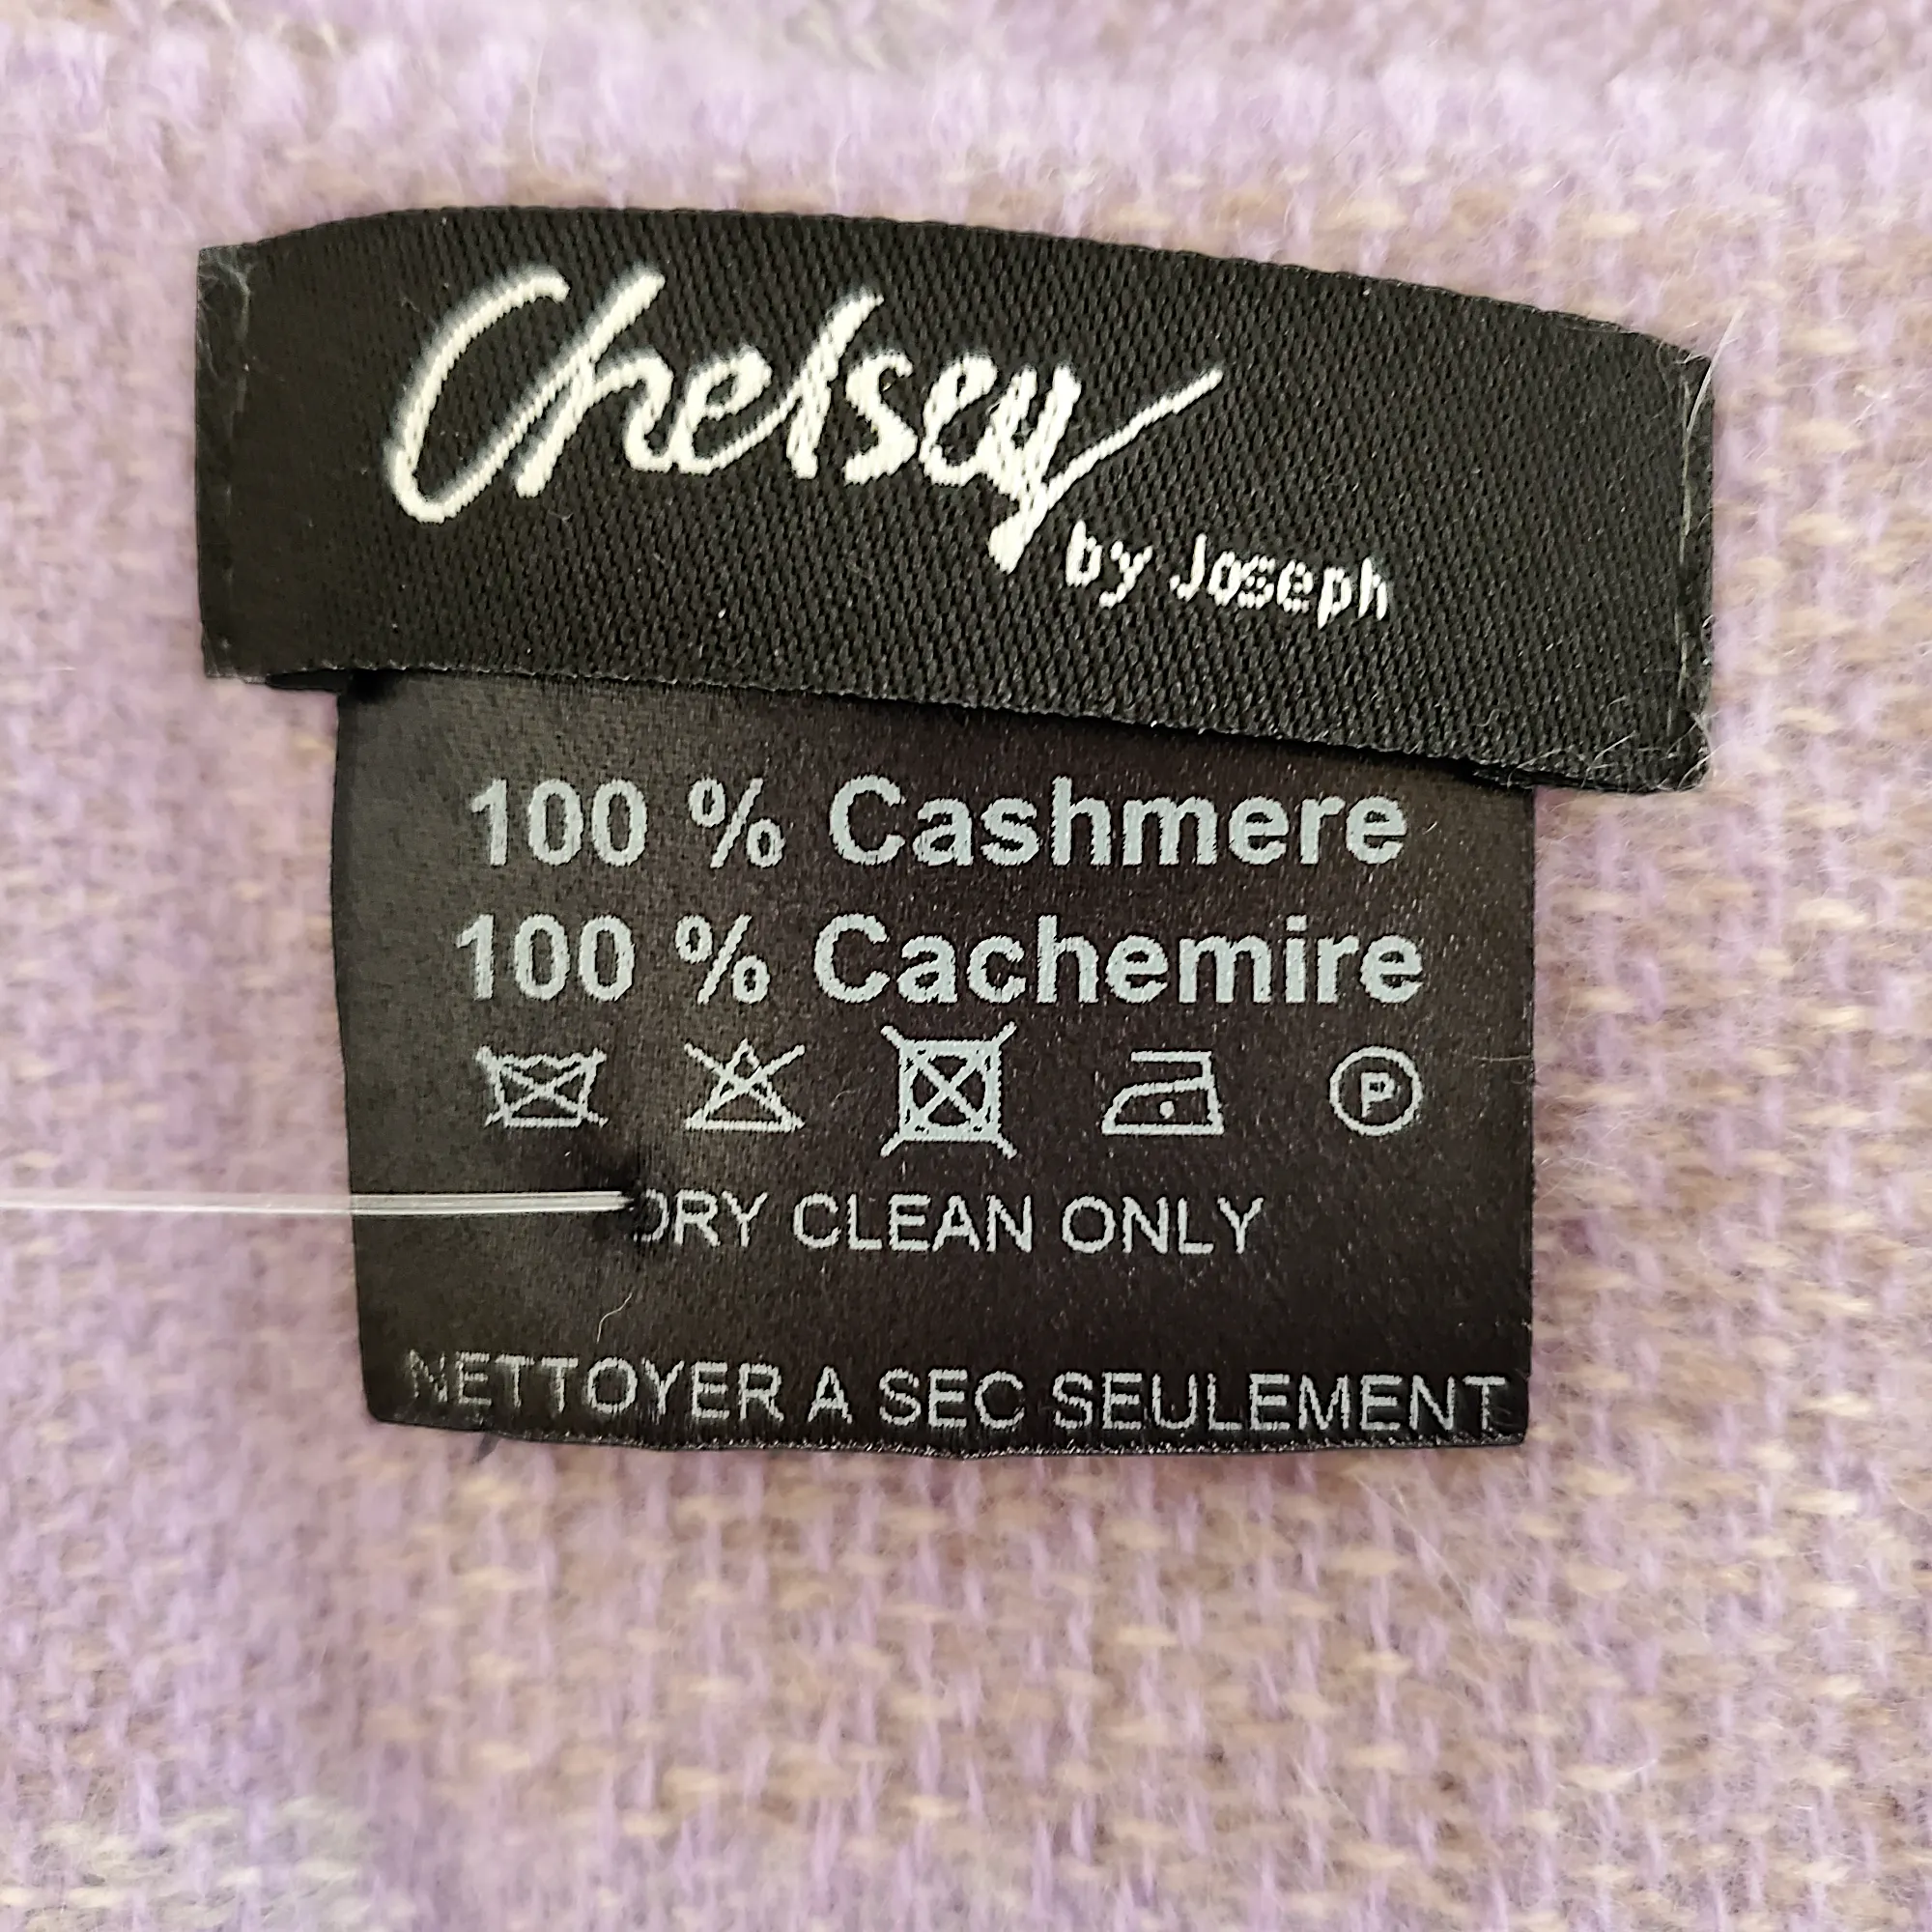 Chelsey
by Joseph
100 % Cashmere
100 % Cachemire
P
DRY CLEAN ONLY
NETTOYER A SEC SEULEMENT